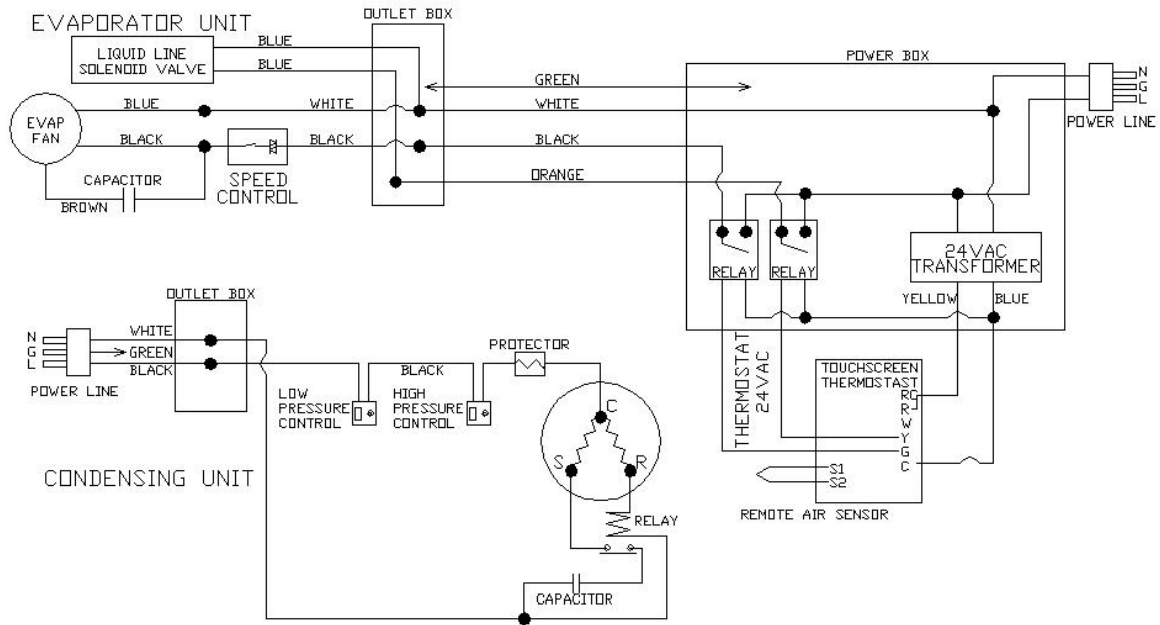 EVAPORATOR UNIT
OUTLET BOX
LIQUID LINE
SOLENOID VALVE
BLUE
BLUE
POWER BOX
GREEN
N
G
L
POWER LINE
EVAP
FAN
BLUE
WHITE
WHITE
BLACK
BLACK
BLACK
SPEED
CONTROL
CAPACITOR
BROWN
ORANGE
RELAY
RELAY
24VAC
TRANSFORMER
YELLOW
BLUE
OUTLET BOX
N
G
L
POWER LINE
WHITE
GREEN
BLACK
LOW
PRESSURE
CONTROL
BLACK
HIGH
PRESSURE
CONTROL
PROTECTOR
C
S
R
RELAY
CAPACITOR
CONDENSING UNIT
THERMOSTAT
24VAC
TOUCHSCREEN
THERMOSTAST
RC
R
W
Y
G
C
S1
S2
REMOTE AIR SENSOR